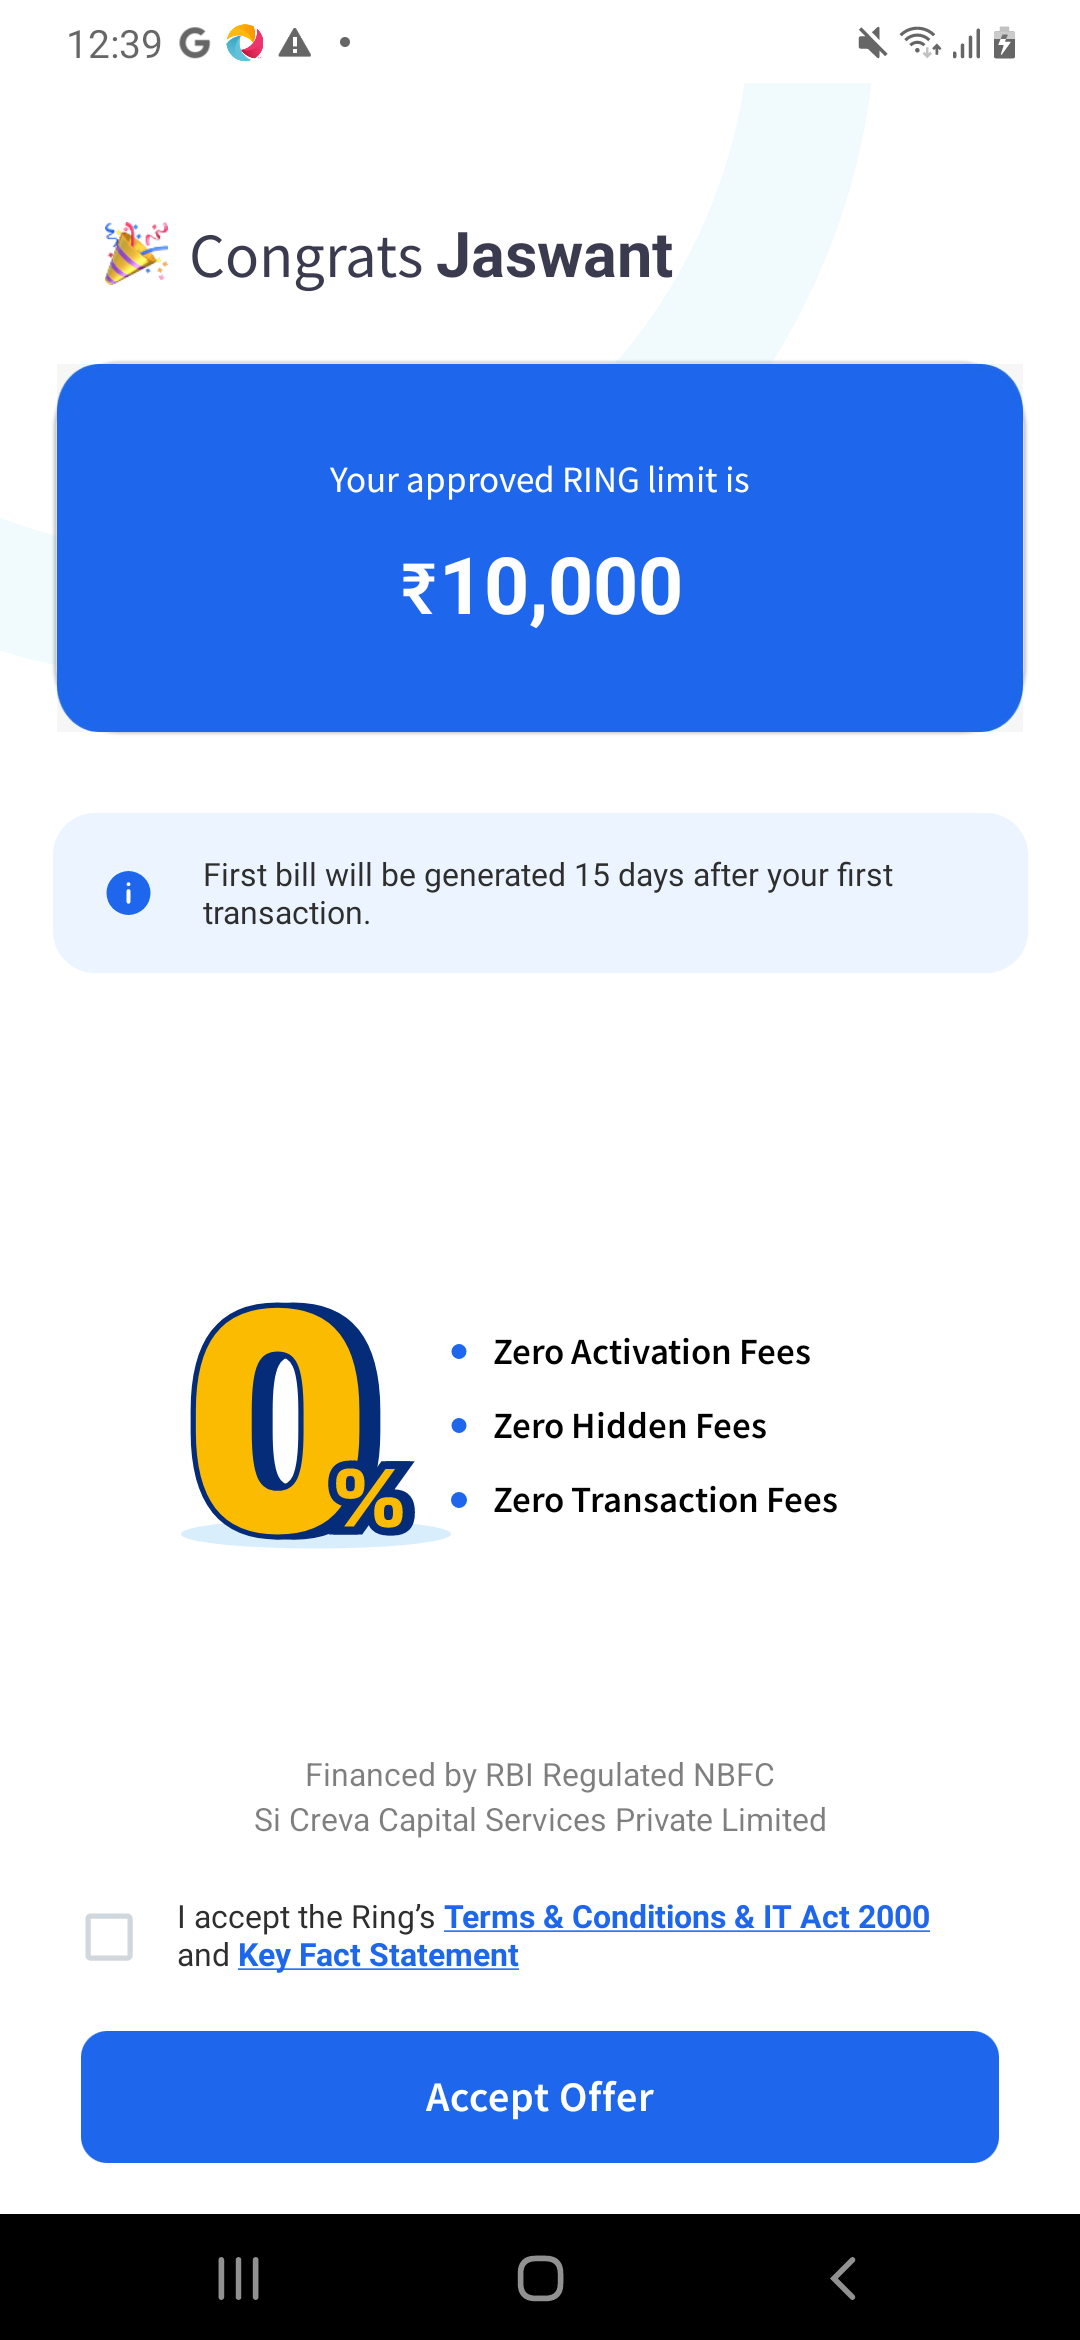 12:39
🎉 Congrats Jaswant
Your approved RING limit is
₹10,000
First bill will be generated 15 days after your first
transaction.
0%
• Zero Activation Fees
• Zero Hidden Fees
• Zero Transaction Fees
Financed by RBI Regulated NBFC
Si Creva Capital Services Private Limited
I accept the Ring’s Terms & Conditions & IT Act 2000
and Key Fact Statement
Accept Offer